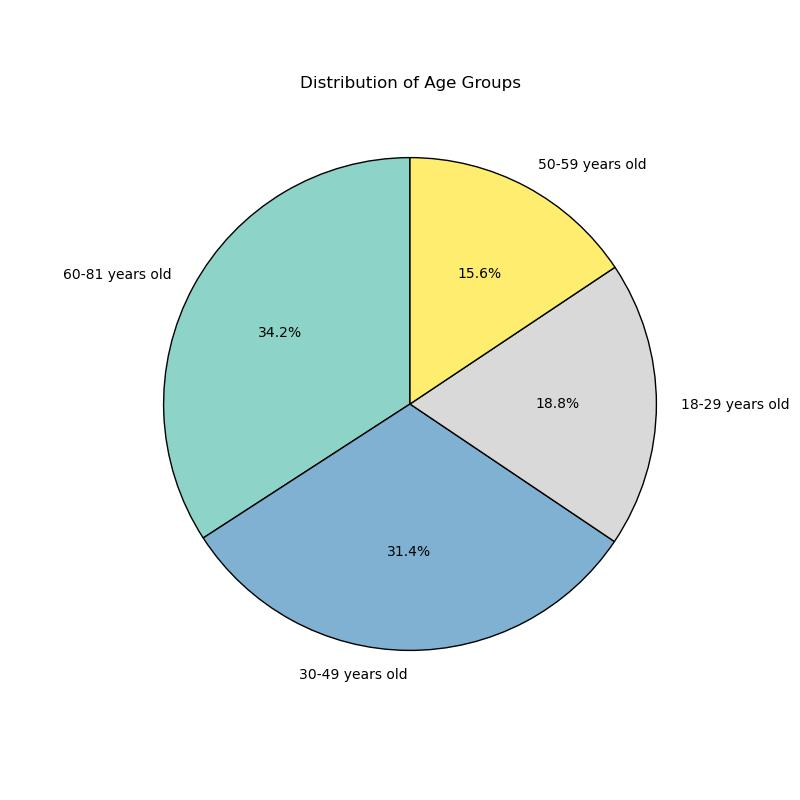 Distribution of Age Groups
50-59 years old
15.6%
60-81 years old
34.2%
18.8%
18-29 years old
31.4%
30-49 years old